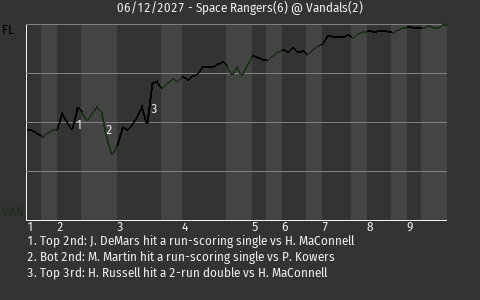 06/12/2027 - Space Rangers(6) @ Vandals(2)
FL
1
2
3
VAN
1 2 3 4 5 6 7 8 9
1. Top 2nd: J. DeMars hit a run-scoring single vs H. MaConnell
2. Bot 2nd: M. Martin hit a run-scoring single vs P. Kowers
3. Top 3rd: H. Russell hit a 2-run double vs H. MaConnell